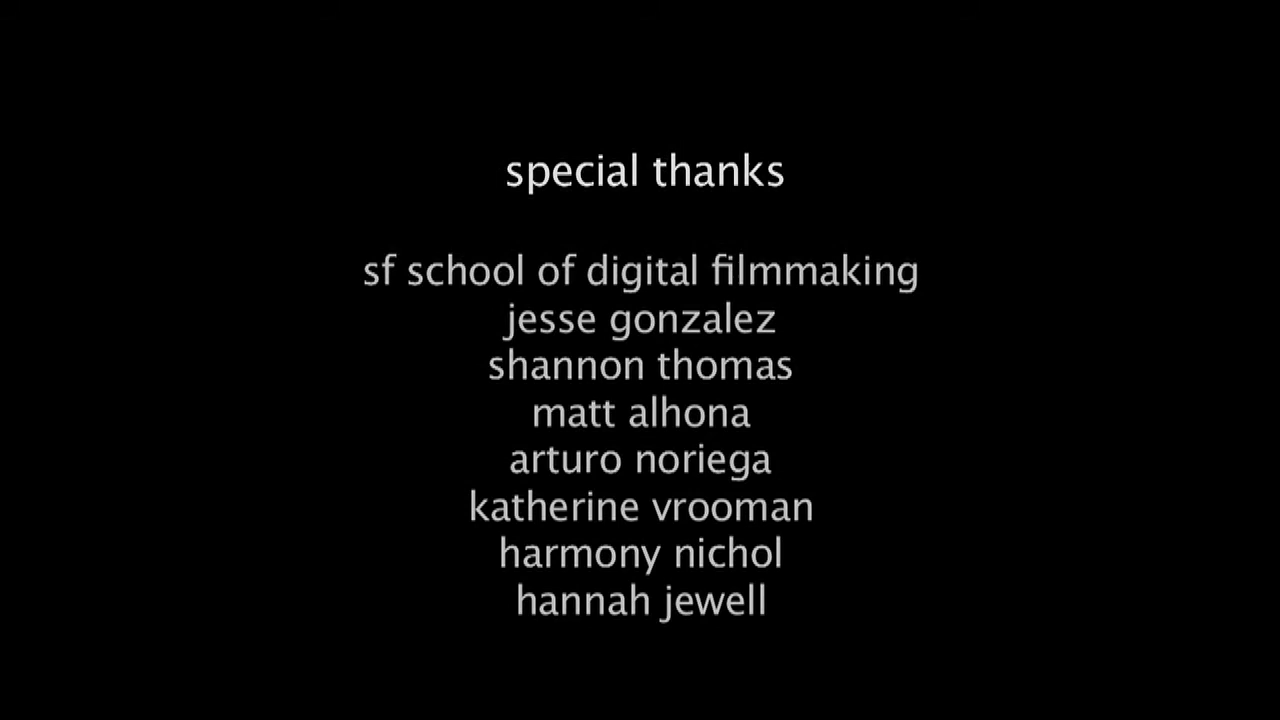 special thanks
sf school of digital filmmaking
jesse gonzalez
shannon thomas
matt alhona
arturo noriega
katherine vrooman
harmony nichol
hannah jewell